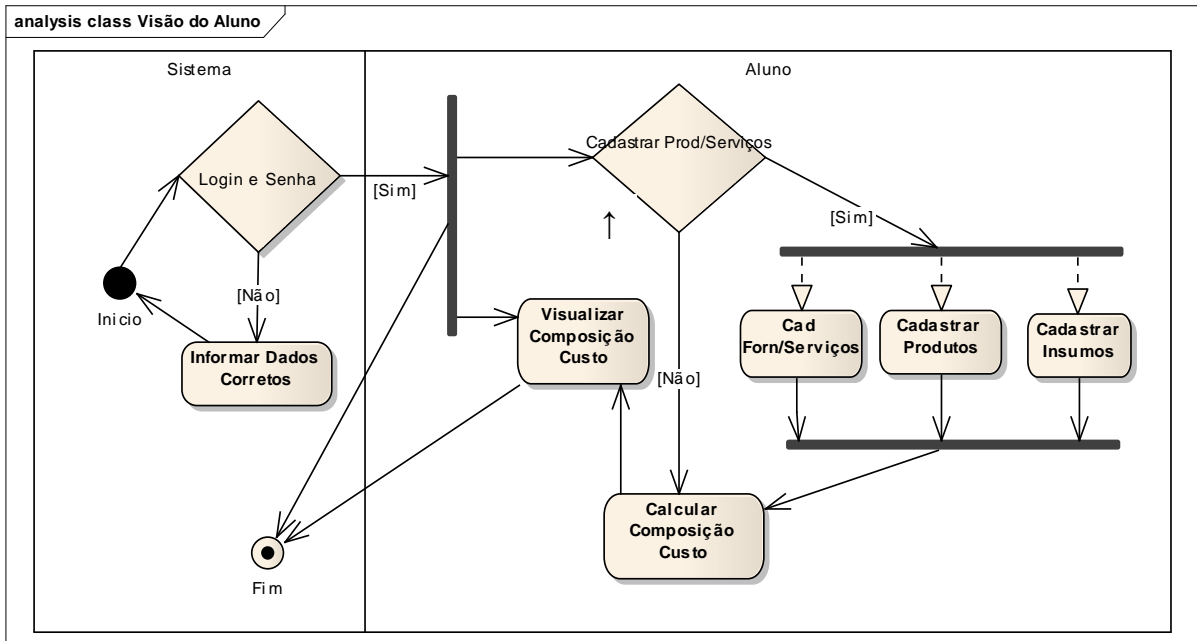 analysis class Visão do Aluno
Sistema
Aluno
Login e Senha
[Sim]
[Não]
Inicio
Informar Dados
Corretos
Fim
Cadastrar Prod/Serviços
[Sim]
[Não]
Visualizar
Composição
Custo
Cad
Forn/Serviços
Cadastrar
Produtos
Cadastrar
Insumos
Calcular
Composição
Custo